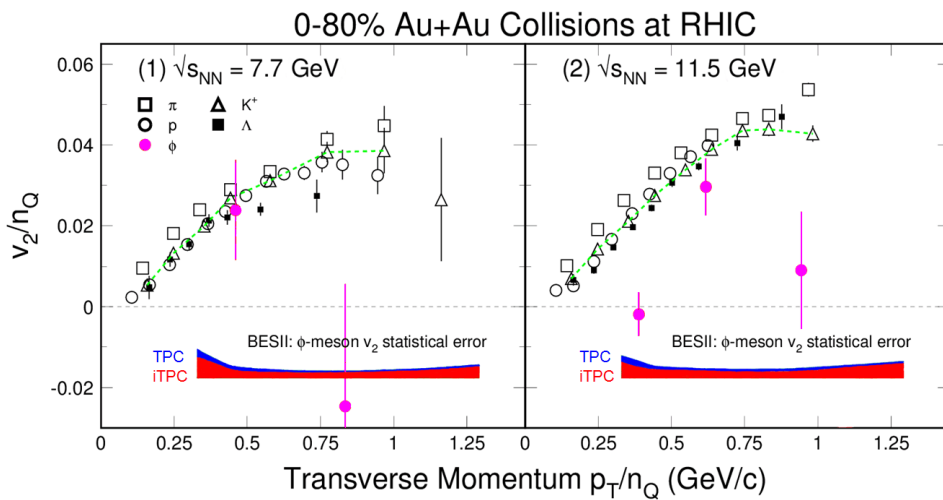 0-80% Au+Au Collisions at RHIC
(1) √sNN = 7.7 GeV
π K+
p Λ
ϕ
BESII: ϕ-meson v2 statistical error
TPC
iTPC
(2) √sNN = 11.5 GeV
BESII: ϕ-meson v2 statistical error
TPC
iTPC
v2/nQ
0.06
0.04
0.02
0
-0.02
0 0.25 0.5 0.75 1 1.25
0 0.25 0.5 0.75 1 1.25
Transverse Momentum pT/nQ (GeV/c)